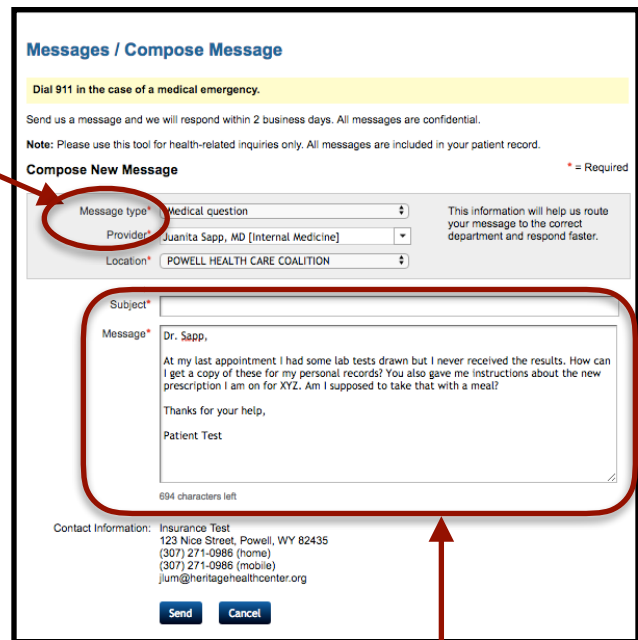 Messages / Compose Message
Dial 911 in the case of a medical emergency.
Send us a message and we will respond within 2 business days. All messages are confidential.
Note: Please use this tool for health-related inquiries only. All messages are included in your patient record.
Compose New Message
* = Required
Message type* Medical question
Provider* Juanita Sapp, MD [Internal Medicine]
Location* POWELL HEALTH CARE COALITION
This information will help us route
your message to the correct
department and respond faster.
Subject*
Message* Dr. Sapp,
At my last appointment I had some lab tests drawn but I never received the results. How can
I get a copy of these for my personal records? You also gave me instructions about the new
prescription I am on for XYZ. Am I supposed to take that with a meal?
Thanks for your help,
Patient Test
694 characters left
Contact Information: Insurance Test
123 Nice Street, Powell, WY 82435
(307) 271-0986 (home)
(307) 271-0986 (mobile)
jlum@heritagehealthcenter.org
Send Cancel